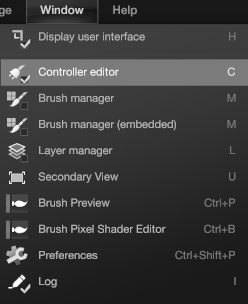 ge Window Help
Display user interface H
Controller editor C
Brush manager M
Brush manager (embedded) M
Layer manager L
Secondary View U
Brush Preview Ctrl+P
Brush Pixel Shader Editor Ctrl+B
Preferences Ctrl+Shift+P
Log I